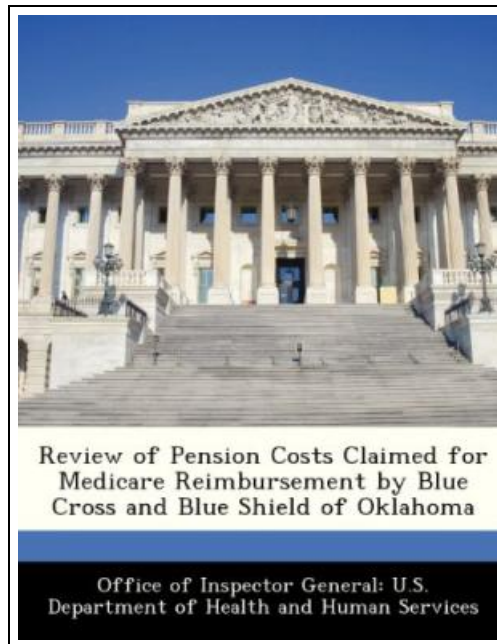 Review of Pension Costs Claimed for
Medicare Reimbursement by Blue
Cross and Blue Shield of Oklahoma
Office of Inspector General: U.S.
Department of Health and Human Services